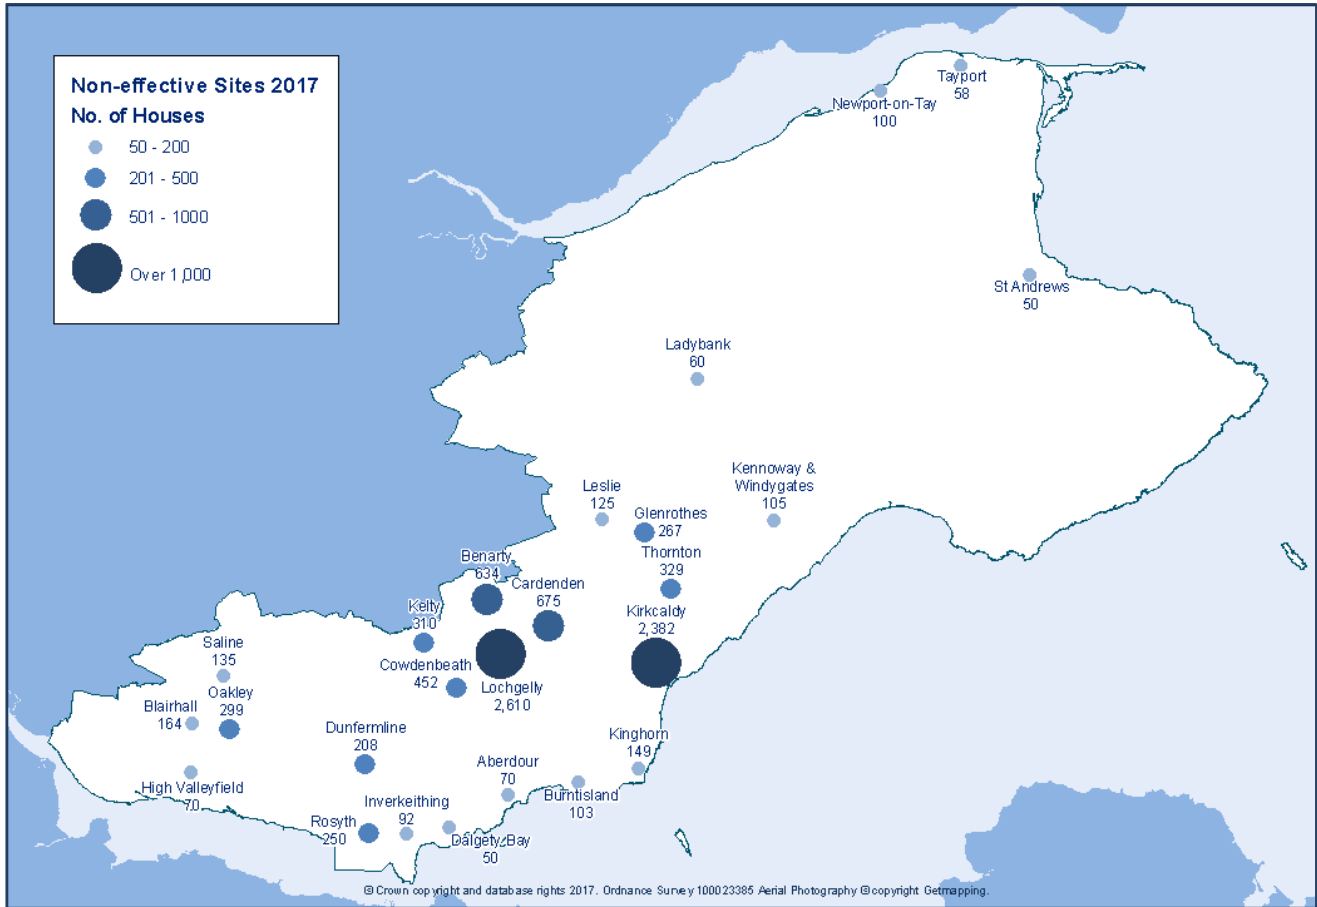 Non-effective Sites 2017
No. of Houses
50 - 200
201 - 500
501 - 1000
Over 1,000
Tayport
58
Newport-on-Tay
100
St Andrews
50
Ladybank
60
Kennoway &
Windygates
105
Leslie
125
Glenrothes
267
Thornton
329
Benarty
634
Cardenden
675
Kelty
310
Kirkcaldy
2,382
Cowdenbeath
452
Lochgelly
2,610
Saline
135
Oakley
299
Blairhall
164
High Valleyfield
70
Dunfermline
208
Kinghorn
149
Aberdour
70
Burntisland
103
Inverkeithing
92
Rosyth
250
Dalgety Bay
50
© Crown copyright and database rights 2017. Ordnance Survey 100023385 Aerial Photography © copyright Getmapping.